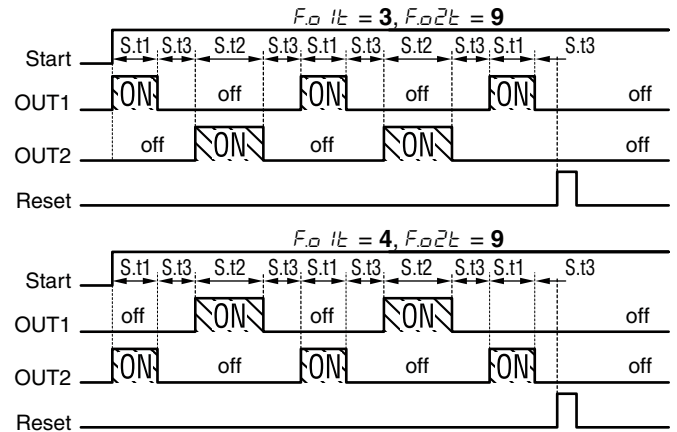 F.o1t = 3, F.o2t = 9
Start S.t1 S.t3 S.t2 S.t3 S.t1 S.t3 S.t2 S.t3 S.t1 S.t3
OUT1 ON off ON off ON off
OUT2 off ON off ON off
Reset
F.o1t = 4, F.o2t = 9
Start S.t1 S.t3 S.t2 S.t3 S.t1 S.t3 S.t2 S.t3 S.t1 S.t3
OUT1 off ON off ON off
OUT2 ON off ON off ON off
Reset